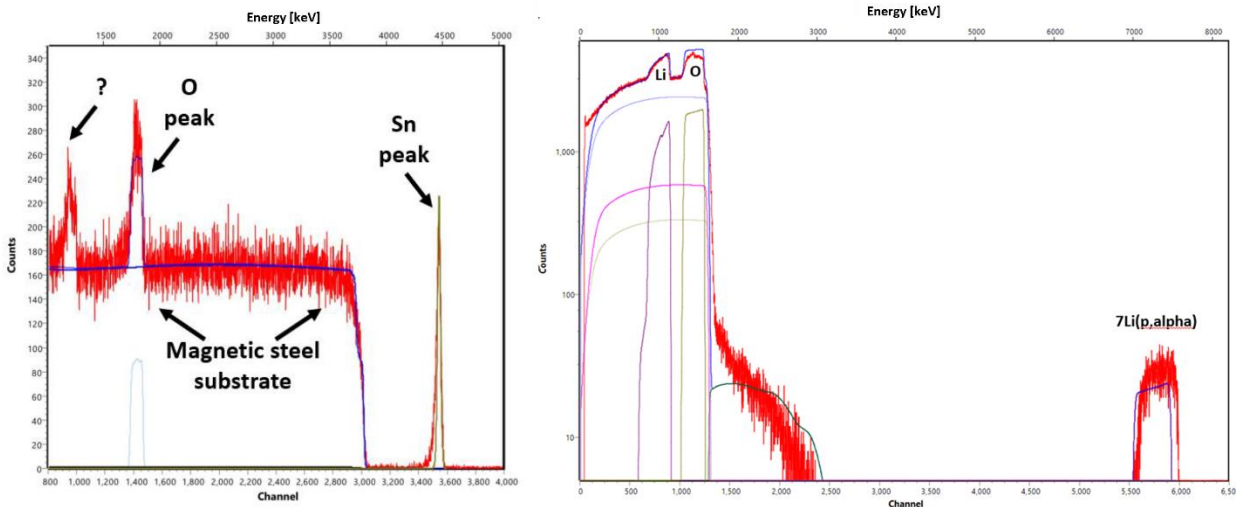 Energy [keV]
1500 2000 2500 3000 3500 4000 4500 5000
340
320
300
280
260
240
220
200
180
160
140
120
100
80
60
40
20
0
Counts
?
O
peak
Sn
peak
Magnetic steel
substrate
800 1,000 1,200 1,400 1,600 1,800 2,000 2,200 2,400 2,600 2,800 3,000 3,200 3,400 3,600 3,800 4,000
Channel
Energy [keV]
0 1000 2000 3000 4000 5000 6000 7000 8000
1,000
100
10
Counts
Li
O
7Li(p,alpha)
0 500 1,000 1,500 2,000 2,500 3,000 3,500 4,000 4,500 5,000 5,500 6,000 6,50
Channel